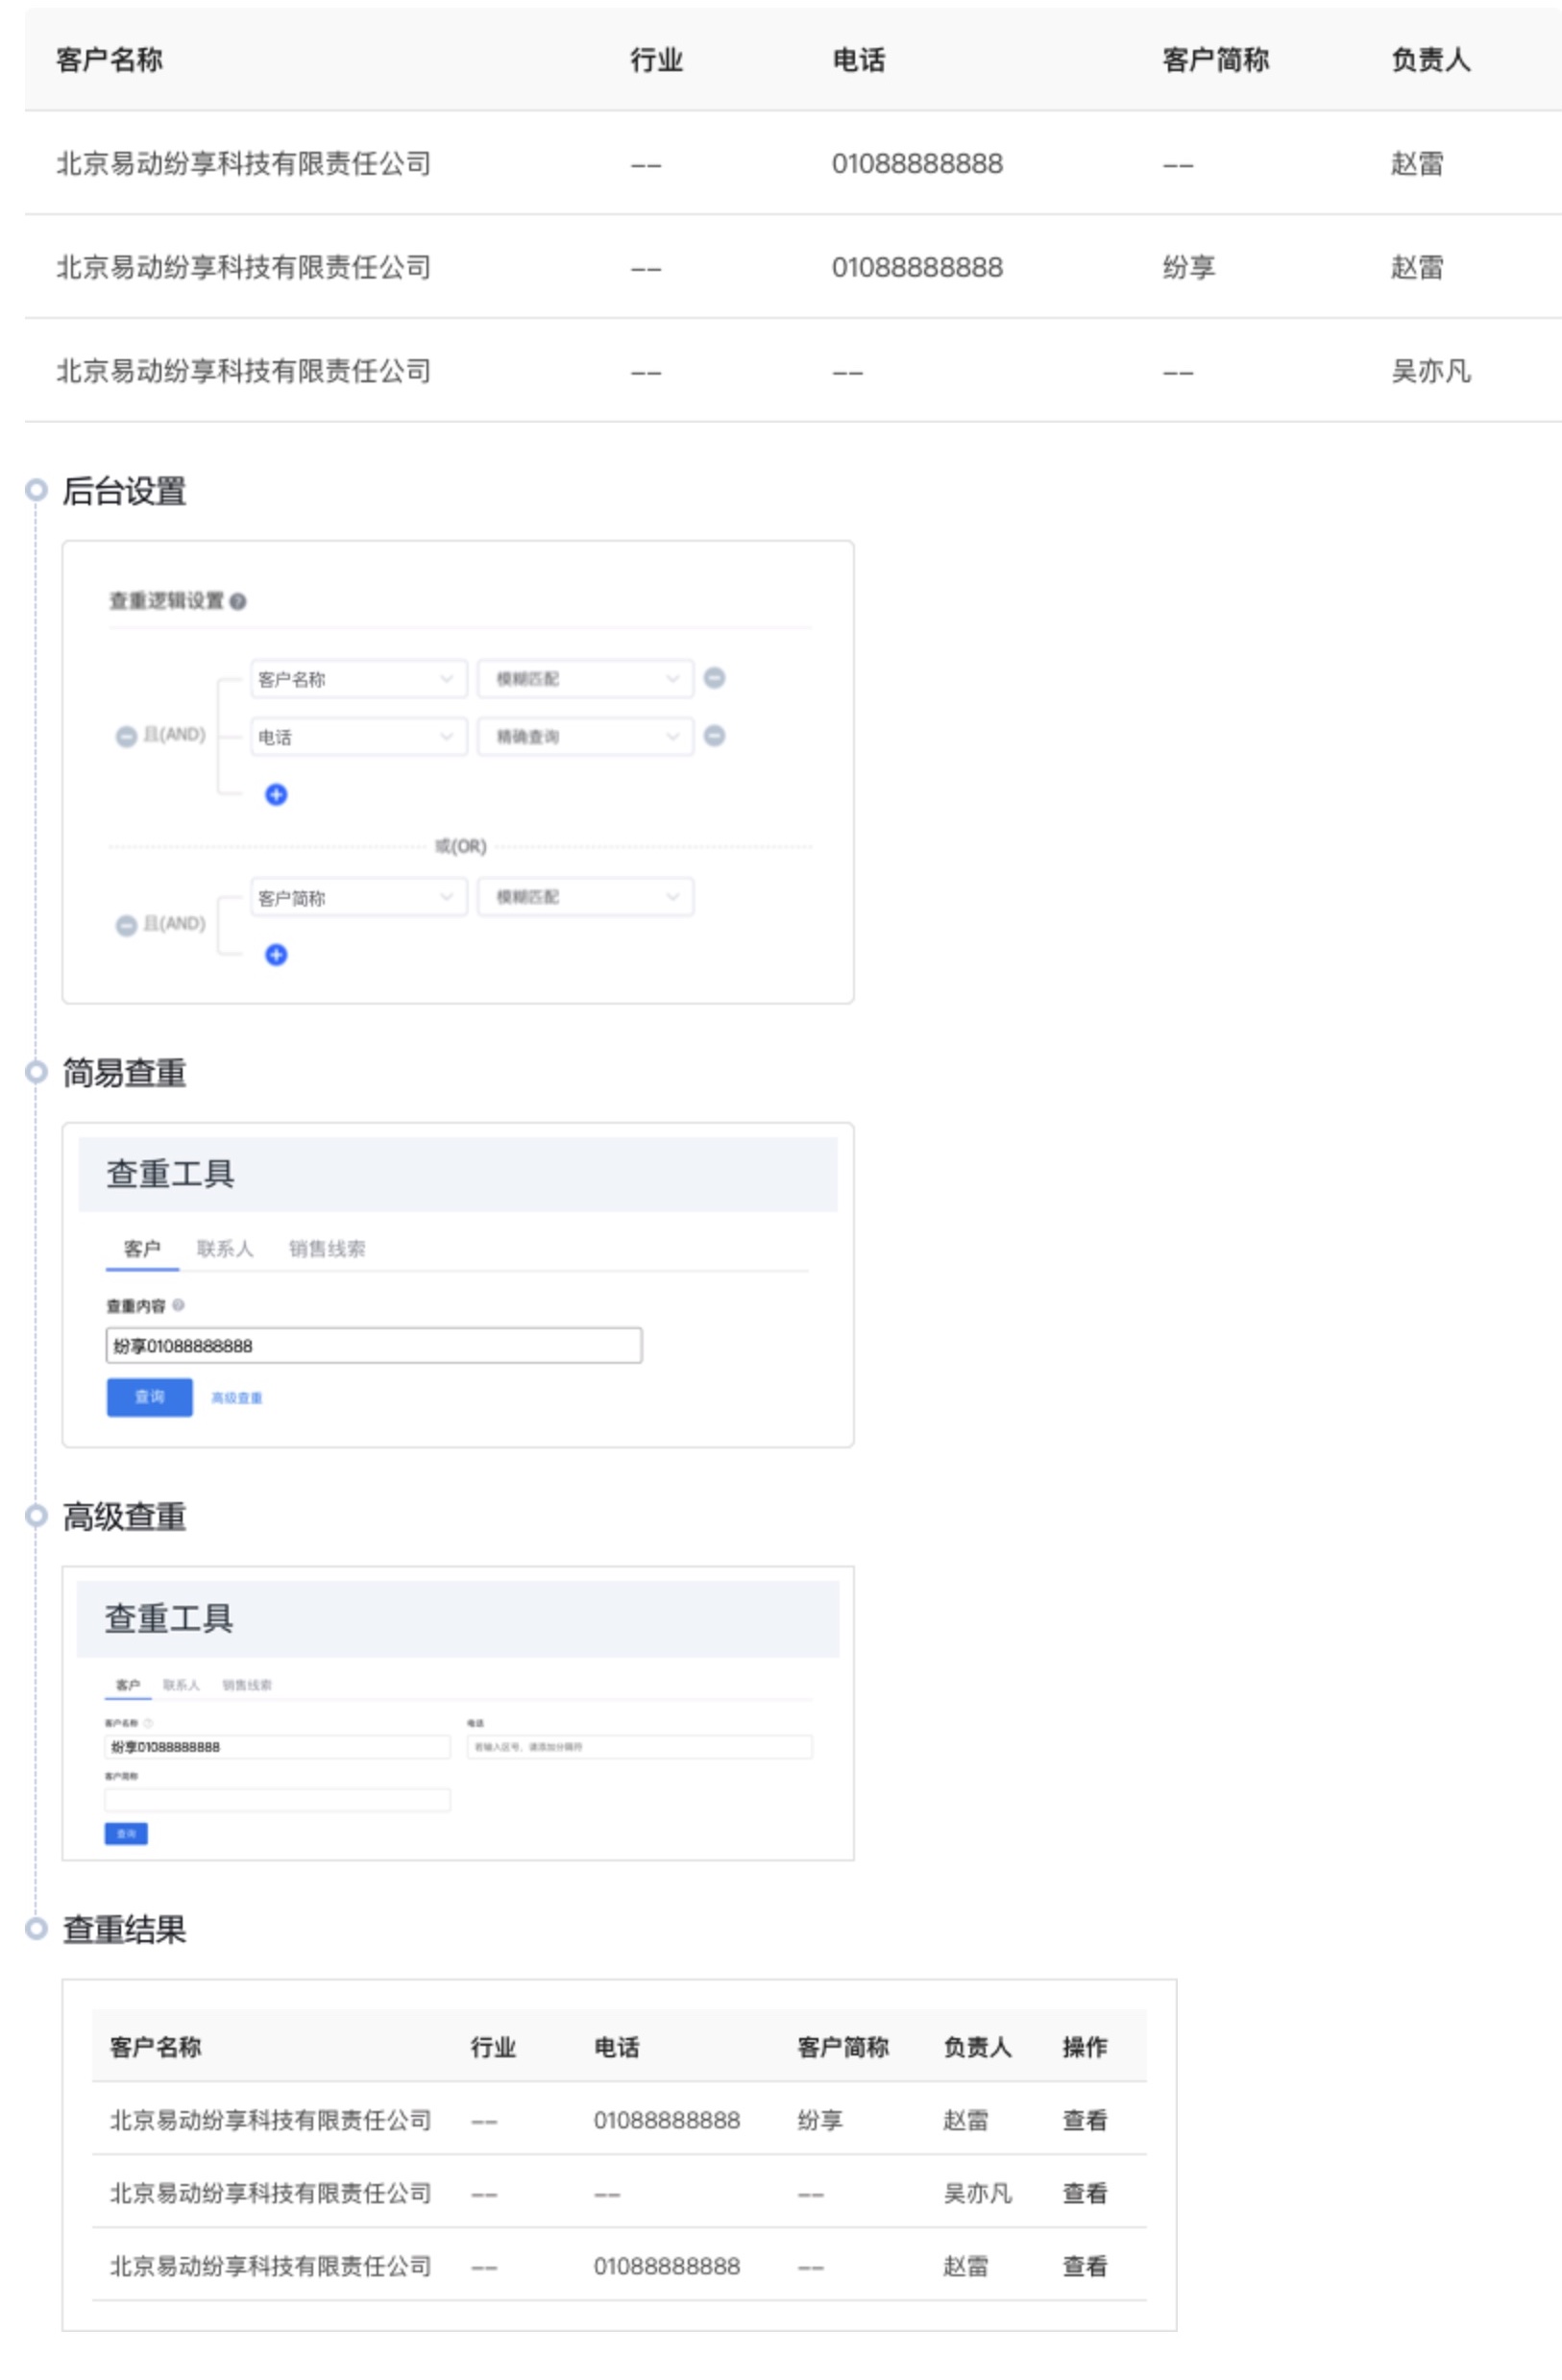 客户名称 行业 电话 客户简称 负责人
北京易动纷享科技有限责任公司 –– 01088888888 –– 赵雷
北京易动纷享科技有限责任公司 –– 01088888888 纷享 赵雷
北京易动纷享科技有限责任公司 –– –– –– 吴亦凡
后台设置
查重逻辑设置 ?
客户名称 模糊匹配
且(AND)
电话 精确查询
或(OR)
客户简称 模糊匹配
且(AND)
简易查重
查重工具
客户 联系人 销售线索
查重内容 ?
纷享01088888888
查询 高级查重
高级查重
查重工具
客户 联系人 销售线索
客户名称 ? 电话
纷享01088888888 若输入区号，请添加分隔符
客户简称
查询
查重结果
客户名称 行业 电话 客户简称 负责人 操作
北京易动纷享科技有限责任公司 –– 01088888888 纷享 赵雷 查看
北京易动纷享科技有限责任公司 –– –– –– 吴亦凡 查看
北京易动纷享科技有限责任公司 –– 01088888888 –– 赵雷 查看